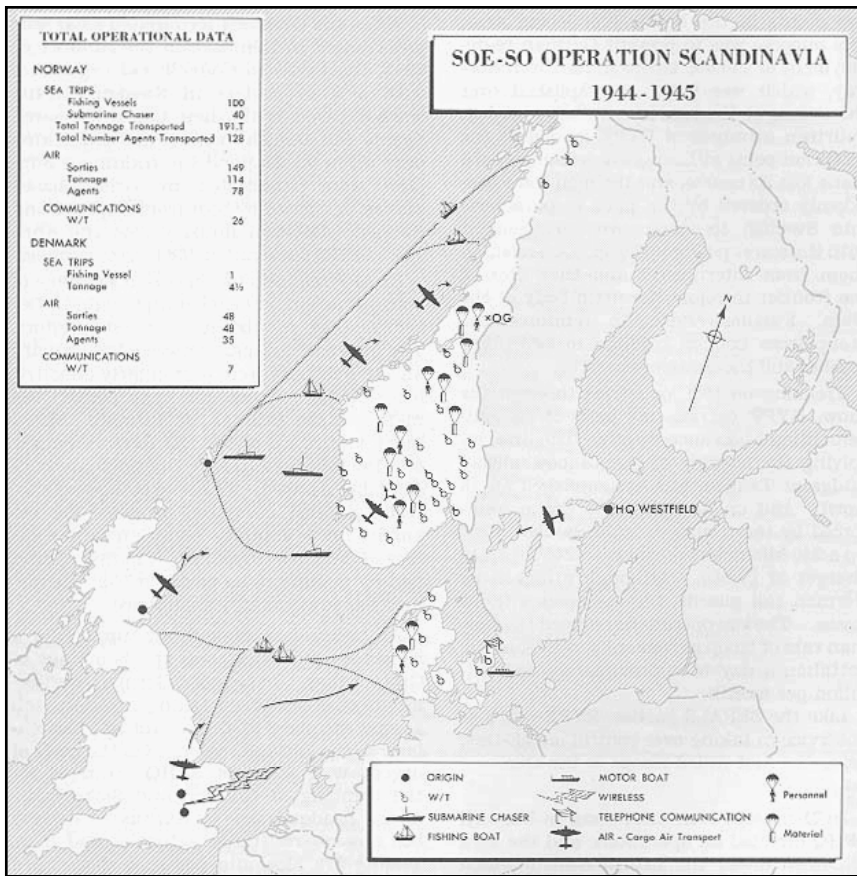 TOTAL OPERATIONAL DATA
NORWAY
SEA TRIPS
Fishing Vessels 100
Submarine Chaser 40
Total Tonnage Transported 191.T
Total Number Agents Transported 128
AIR
Sorties 149
Tonnage 114
Agents 78
COMMUNICATIONS
W/T 26
DENMARK
SEA TRIPS
Fishing Vessel 1
Tonnage 4½
AIR
Sorties 48
Tonnage 48
Agents 35
COMMUNICATIONS
W/T 7
SOE-SO OPERATION SCANDINAVIA
1944-1945
×OG
N
HQ WESTFIELD
ORIGIN
W/T
SUBMARINE CHASER
FISHING BOAT
MOTOR BOAT
WIRELESS
TELEPHONE COMMUNICATION
AIR - Cargo Air Transport
Personnel
Material